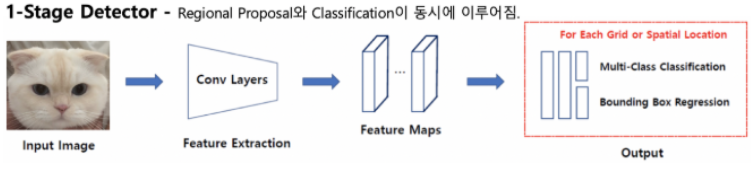 1-Stage Detector - Regional Proposal와 Classification이 동시에 이루어짐.
For Each Grid or Spatial Location
Conv Layers
...
Multi-Class Classification
Bounding Box Regression
Input Image
Feature Extraction
Feature Maps
Output